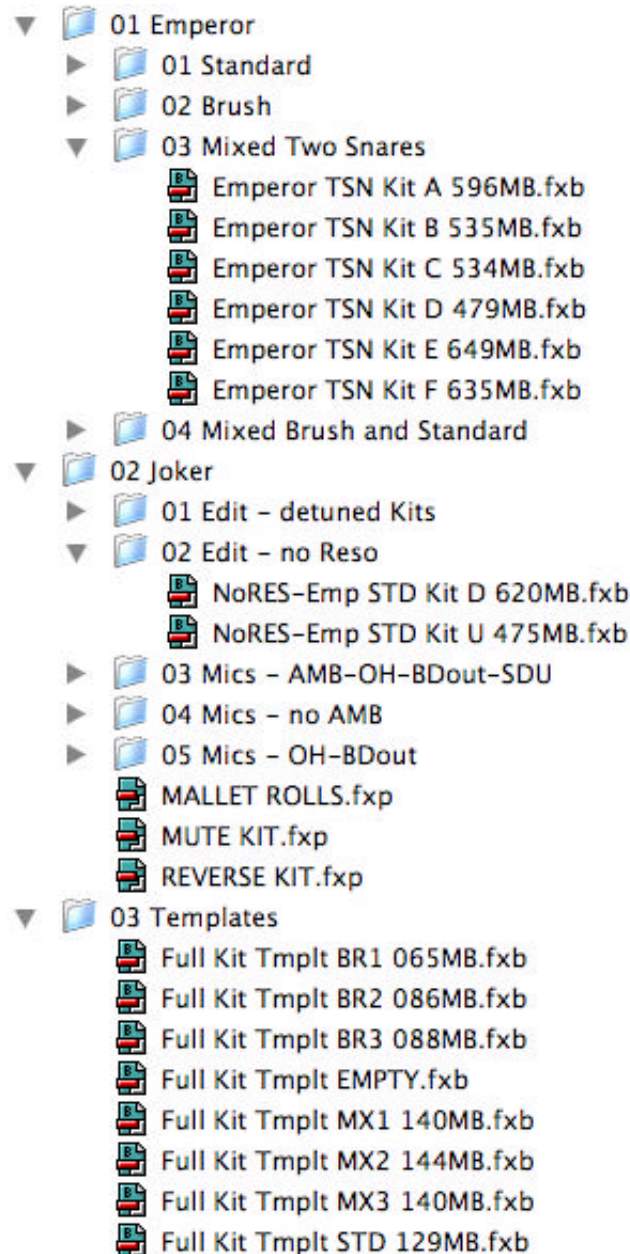 01 Emperor
01 Standard
02 Brush
03 Mixed Two Snares
Emperor TSN Kit A 596MB.fxb
Emperor TSN Kit B 535MB.fxb
Emperor TSN Kit C 534MB.fxb
Emperor TSN Kit D 479MB.fxb
Emperor TSN Kit E 649MB.fxb
Emperor TSN Kit F 635MB.fxb
04 Mixed Brush and Standard
02 Joker
01 Edit – detuned Kits
02 Edit – no Reso
NoRES–Emp STD Kit D 620MB.fxb
NoRES–Emp STD Kit U 475MB.fxb
03 Mics – AMB–OH–BDout–SDU
04 Mics – no AMB
05 Mics – OH–BDout
MALLET ROLLS.fxp
MUTE KIT.fxp
REVERSE KIT.fxp
03 Templates
Full Kit Tmplt BR1 065MB.fxb
Full Kit Tmplt BR2 086MB.fxb
Full Kit Tmplt BR3 088MB.fxb
Full Kit Tmplt EMPTY.fxb
Full Kit Tmplt MX1 140MB.fxb
Full Kit Tmplt MX2 144MB.fxb
Full Kit Tmplt MX3 140MB.fxb
Full Kit Tmplt STD 129MB.fxb